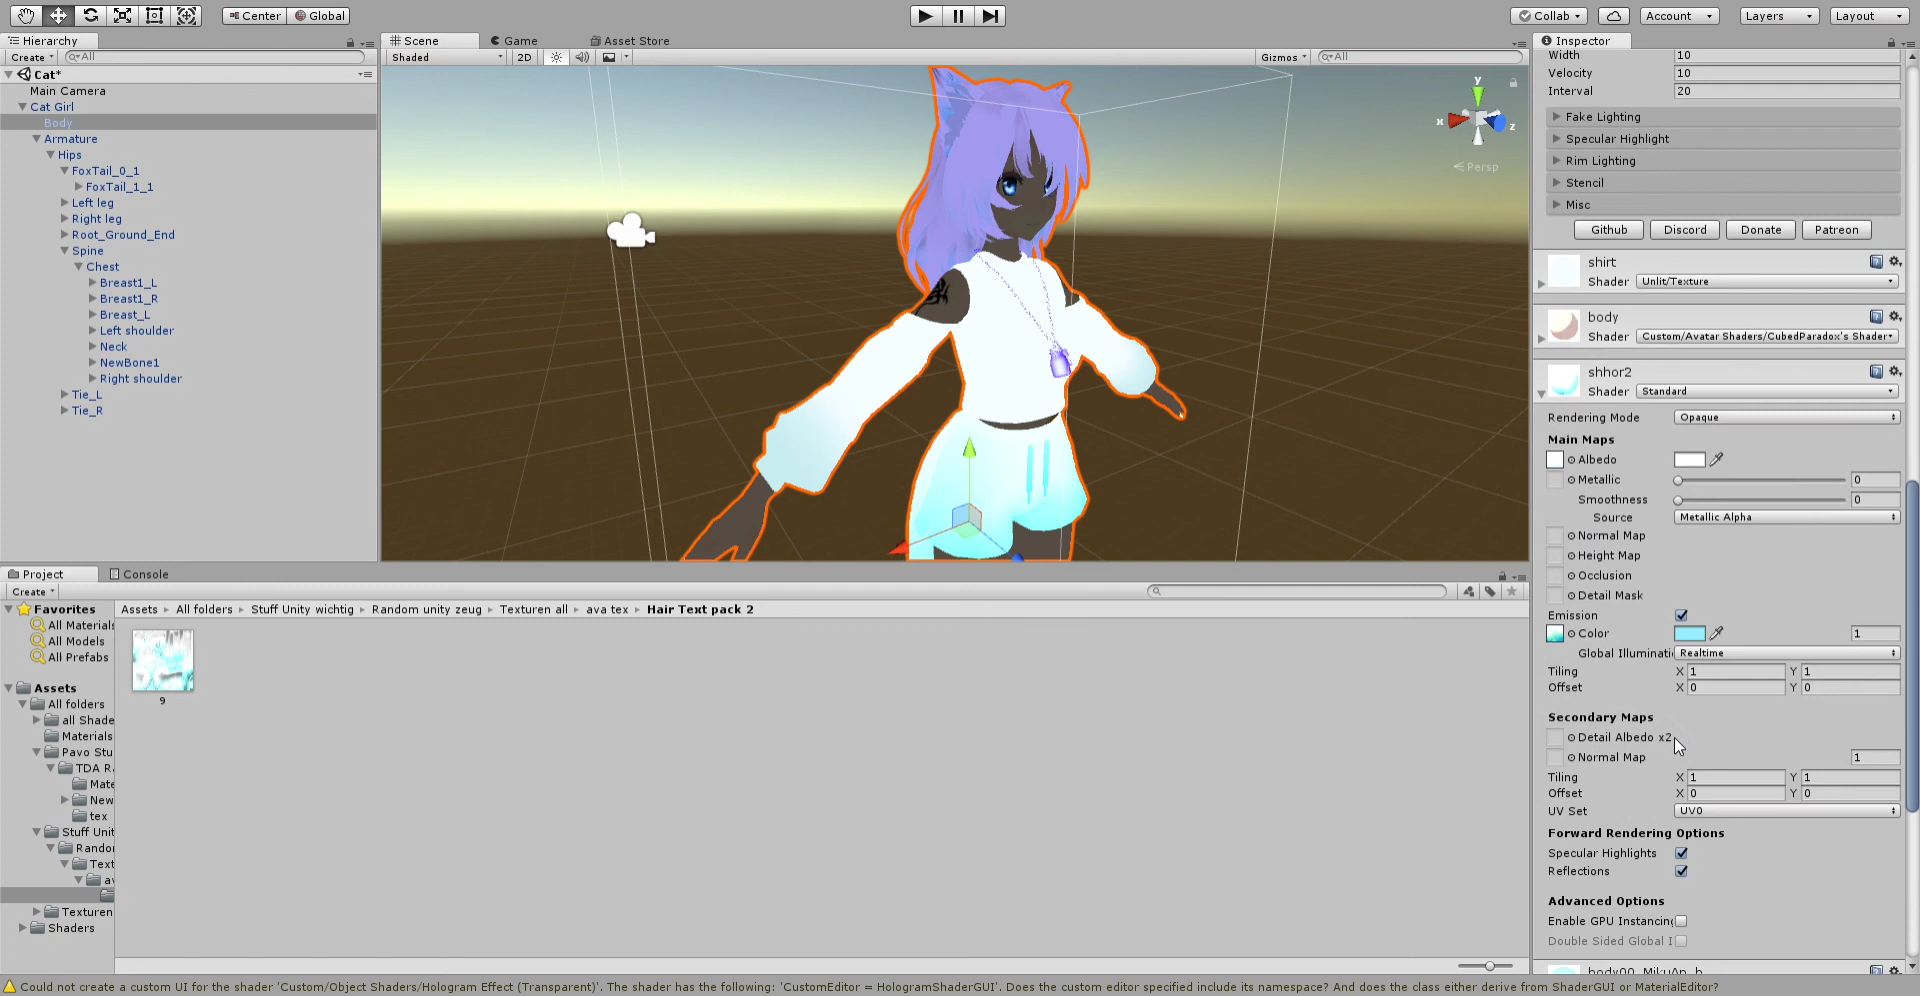 Center Global Collab Account Layers Layout
Hierarchy
Create All
Cat*
Main Camera
Cat Girl
Body
Armature
Hips
FoxTail_0_1
FoxTail_1_1
Left leg
Right leg
Root_Ground_End
Spine
Chest
Breast1_L
Breast1_R
Breast_L
Left shoulder
Neck
NewBone1
Right shoulder
Tie_L
Tie_R
Scene Game Asset Store
Shaded 2D Gizmos All
y
x
z
Persp
Inspector
Width 10
Velocity 10
Interval 20
Fake Lighting
Specular Highlight
Rim Lighting
Stencil
Misc
Github Discord Donate Patreon
shirt
Shader Unlit/Texture
body
Shader Custom/Avatar Shaders/CubedParadox's Shader
shhor2
Shader Standard
Rendering Mode Opaque
Main Maps
Albedo
Metallic 0
Smoothness 0
Source Metallic Alpha
Normal Map
Height Map
Occlusion
Detail Mask
Emission
Color 1
Global Illuminati Realtime
Tiling X 1 Y 1
Offset X 0 Y 0
Secondary Maps
Detail Albedo x2
Normal Map 1
Tiling X 1 Y 1
Offset X 0 Y 0
UV Set UV0
Forward Rendering Options
Specular Highlights
Reflections
Advanced Options
Enable GPU Instancing
Double Sided Global I
Project Console
Create
Favorites
All Materials
All Models
All Prefabs
Assets
All folders
all Shade
Materials
Pavo Stu
TDA R
Mate
New
tex
Stuff Unit
Randor
Text
av
Texturen
Shaders
Assets All folders Stuff Unity wichtig Random unity zeug Texturen all ava tex Hair Text pack 2
9
Could not create a custom UI for the shader 'Custom/Object Shaders/Hologram Effect (Transparent)'. The shader has the following: 'CustomEditor = HologramShaderGUI'. Does the custom editor specified include its namespace? And does the class either derive from ShaderGUI or MaterialEditor?